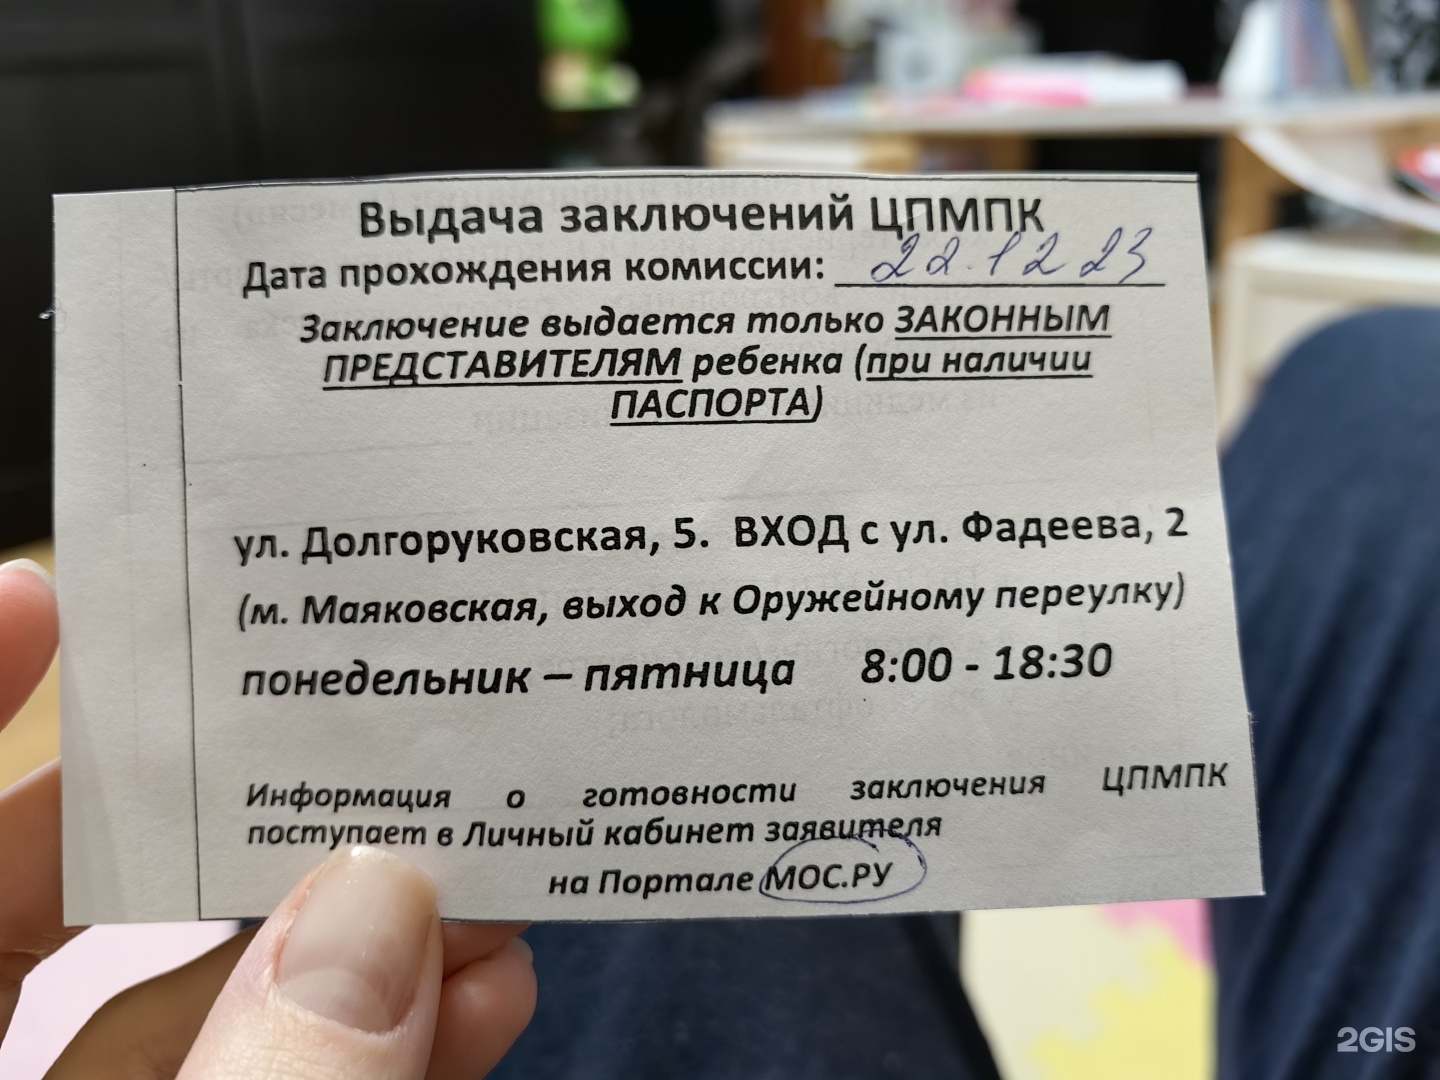 Выдача заключений ЦПМПК
Дата прохождения комиссии: 22.12 23
Заключение выдается только ЗАКОННЫМ
ПРЕДСТАВИТЕЛЯМ ребенка (при наличии
ПАСПОРТА)
ул. Долгоруковская, 5. ВХОД с ул. Фадеева, 2
(м. Маяковская, выход к Оружейному переулку)
понедельник – пятница 8:00 - 18:30
Информация о готовности заключения ЦПМПК
поступает в Личный кабинет заявителя
на Портале МОС.РУ
2GIS